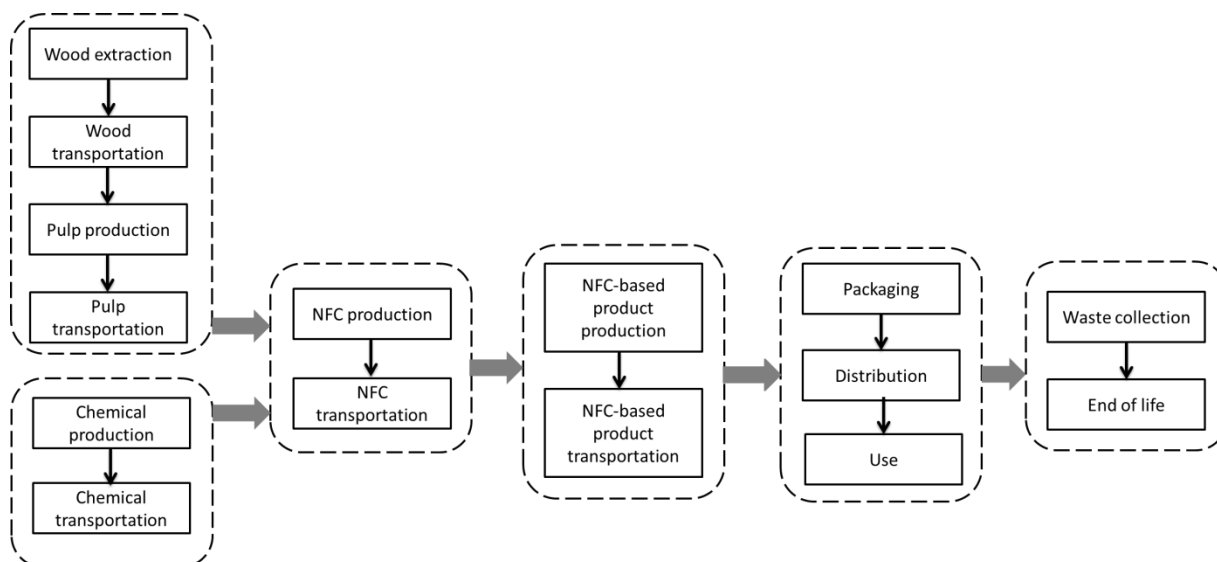 Wood extraction
Wood
transportation
Pulp production
Pulp
transportation
Chemical
production
Chemical
transportation
NFC production
NFC
transportation
NFC-based
product
production
NFC-based
product
transportation
Packaging
Distribution
Use
Waste collection
End of life